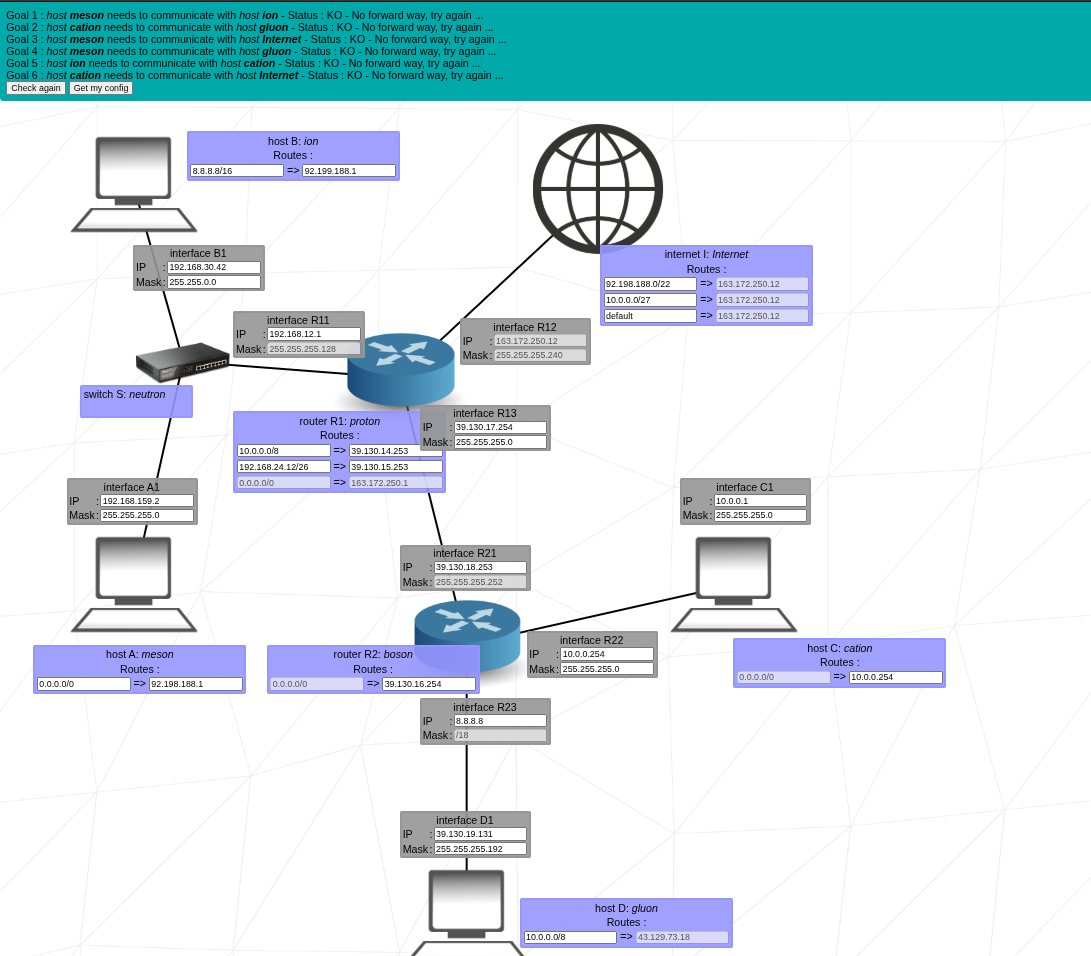 Goal 1 : host meson needs to communicate with host ion - Status : KO - No forward way, try again ...
Goal 2 : host cation needs to communicate with host gluon - Status : KO - No forward way, try again ...
Goal 3 : host meson needs to communicate with host Internet - Status : KO - No forward way, try again ...
Goal 4 : host meson needs to communicate with host gluon - Status : KO - No forward way, try again ...
Goal 5 : host ion needs to communicate with host cation - Status : KO - No forward way, try again ...
Goal 6 : host cation needs to communicate with host Internet - Status : KO - No forward way, try again ...
Check again Get my config
host B: ion
Routes :
8.8.8.8/16 => 92.199.188.1
interface B1
IP : 192.168.30.42
Mask : 255.255.0.0
internet I: Internet
Routes :
92.198.188.0/22 => 163.172.250.12
10.0.0.0/27 => 163.172.250.12
default => 163.172.250.12
interface R11
IP : 192.168.12.1
Mask : 255.255.255.128
interface R12
IP : 163.172.250.12
Mask : 255.255.255.240
switch S: neutron
interface R13
IP : 39.130.17.254
Mask : 255.255.255.0
router R1: proton
Routes :
10.0.0.0/8 => 39.130.14.253
192.168.24.12/26 => 39.130.15.253
0.0.0.0/0 => 163.172.250.1
interface A1
IP : 192.168.159.2
Mask : 255.255.255.0
interface C1
IP : 10.0.0.1
Mask : 255.255.255.0
interface R21
IP : 39.130.18.253
Mask : 255.255.255.252
interface R22
IP : 10.0.0.254
Mask : 255.255.255.0
host A: meson
Routes :
0.0.0.0/0 => 92.198.188.1
router R2: boson
Routes :
0.0.0.0/0 => 39.130.16.254
host C: cation
Routes :
0.0.0.0/0 => 10.0.0.254
interface R23
IP : 8.8.8.8
Mask : /18
interface D1
IP : 39.130.19.131
Mask : 255.255.255.192
host D: gluon
Routes :
10.0.0.0/8 => 43.129.73.18